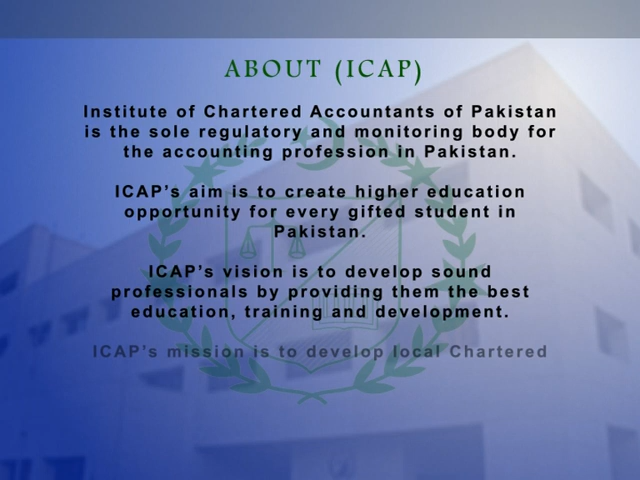 ABOUT (ICAP)
Institute of Chartered Accountants of Pakistan
is the sole regulatory and monitoring body for
the accounting profession in Pakistan.
ICAP's aim is to create higher education
opportunity for every gifted student in
Pakistan.
ICAP's vision is to develop sound
professionals by providing them the best
education, training and development.
ICAP's mission is to develop local Chartered